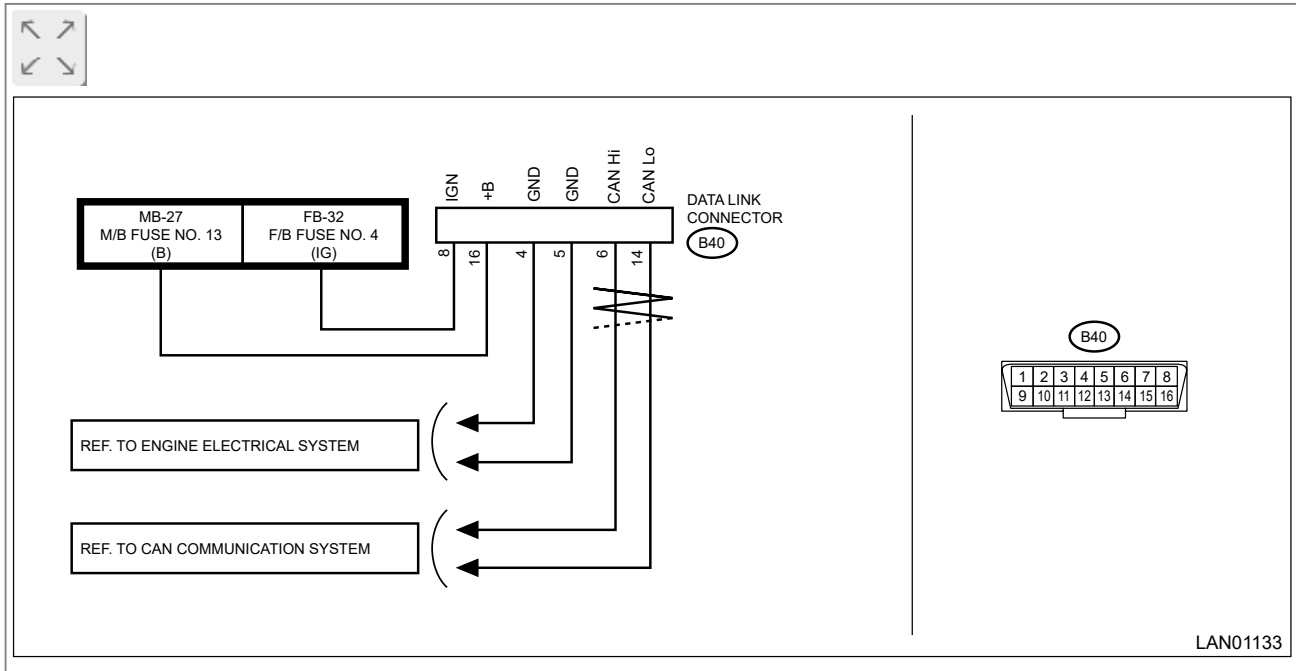 IGN
+B
GND
GND
CAN Hi
CAN Lo
MB-27
M/B FUSE NO. 13
(B)
FB-32
F/B FUSE NO. 4
(IG)
DATA LINK
CONNECTOR
B40
8
16
4
5
6
14
REF. TO ENGINE ELECTRICAL SYSTEM
REF. TO CAN COMMUNICATION SYSTEM
B40
1 2 3 4 5 6 7 8
9 10 11 12 13 14 15 16
LAN01133